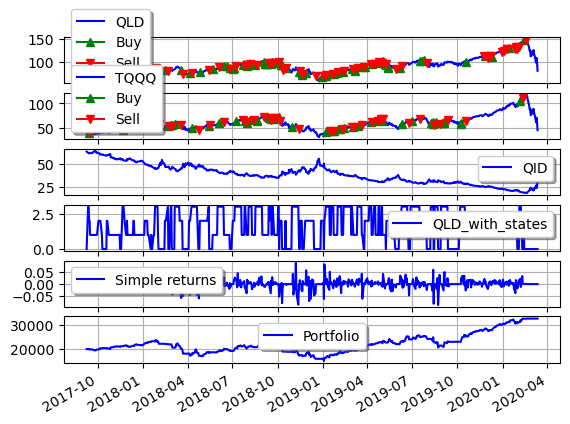 QLD
Buy
Sell
150
100
TQQQ
Buy
Sell
100
50
QID
50
25
QLD_with_states
2.5
0.0
Simple returns
0.05
0.00
−0.05
Portfolio
30000
20000
2017-10
2018-01
2018-04
2018-07
2018-10
2019-01
2019-04
2019-07
2019-10
2020-01
2020-04